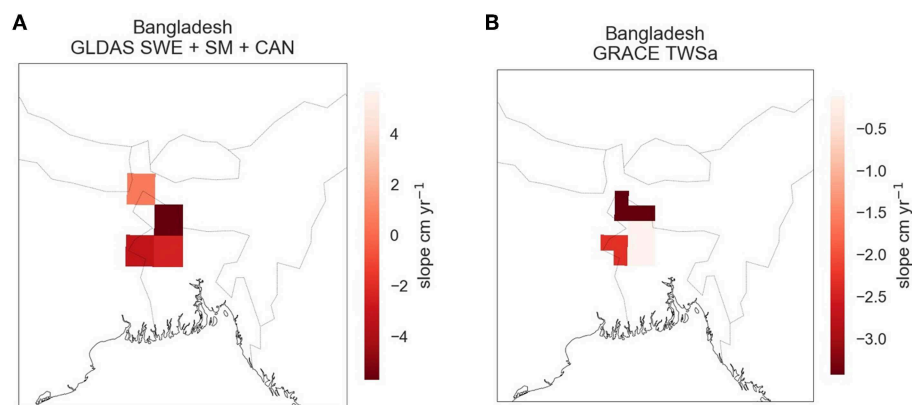 A
Bangladesh
GLDAS SWE + SM + CAN
4
2
0
−2
−4
slope cm yr⁻¹
B
Bangladesh
GRACE TWSa
−0.5
−1.0
−1.5
−2.0
−2.5
−3.0
slope cm yr⁻¹